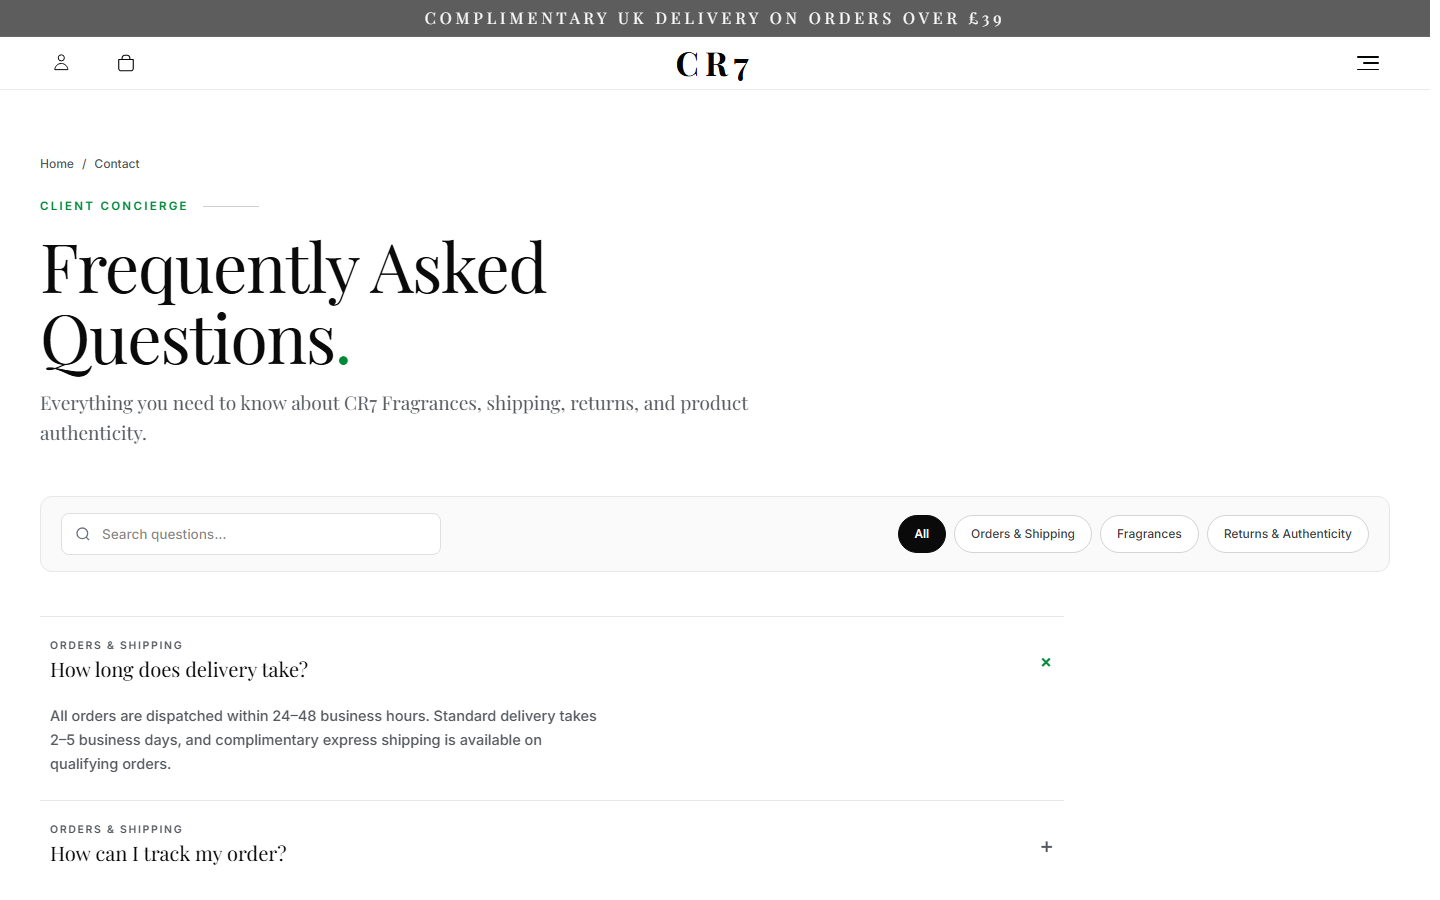 COMPLIMENTARY UK DELIVERY ON ORDERS OVER £39
CR7
Home / Contact
CLIENT CONCIERGE
Frequently Asked
Questions.
Everything you need to know about CR7 Fragrances, shipping, returns, and product
authenticity.
Search questions...
All
Orders & Shipping
Fragrances
Returns & Authenticity
ORDERS & SHIPPING
How long does delivery take?
All orders are dispatched within 24–48 business hours. Standard delivery takes
2–5 business days, and complimentary express shipping is available on
qualifying orders.
ORDERS & SHIPPING
How can I track my order?